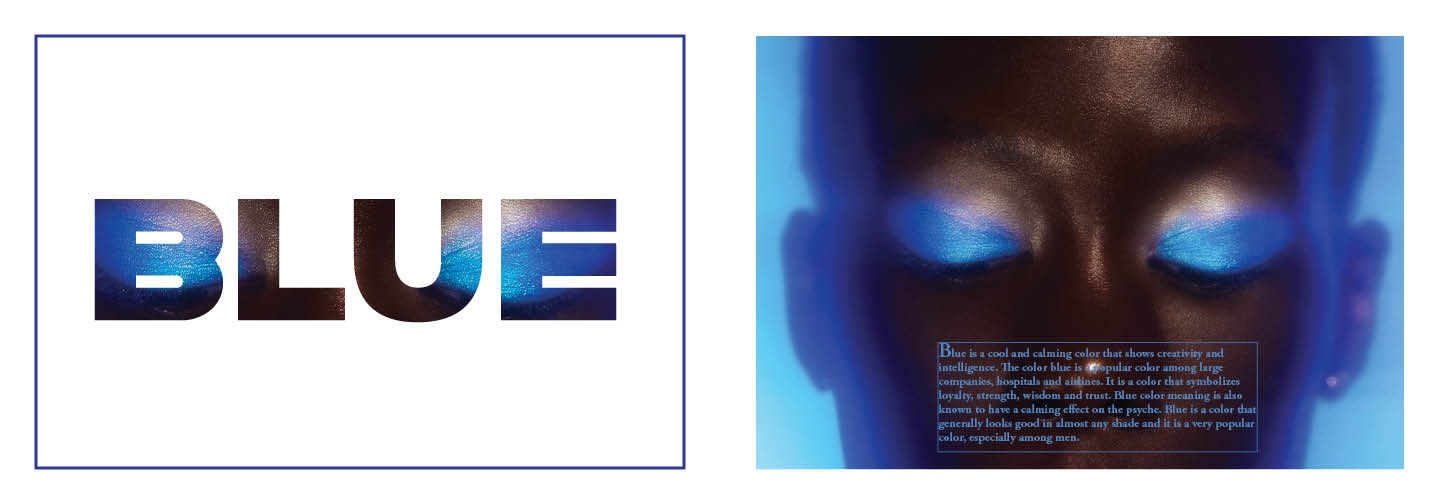 BLUE
Blue is a cool and calming color that shows creativity and
intelligence. The color blue is a popular color among large
companies, hospitals and airlines. It is a color that symbolizes
loyalty, strength, wisdom and trust. Blue color meaning is also
known to have a calming effect on the psyche. Blue is a color that
generally looks good in almost any shade and it is a very popular
color, especially among men.